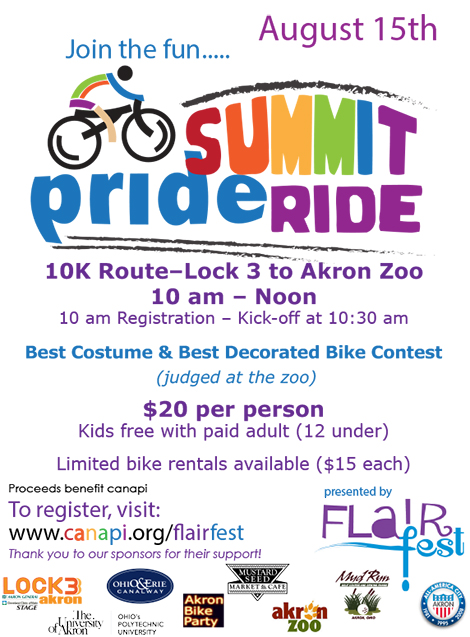 August 15th
Join the fun.....
SUMMIT
prideRIDE
10K Route–Lock 3 to Akron Zoo
10 am – Noon
10 am Registration – Kick-off at 10:30 am
Best Costume & Best Decorated Bike Contest
(judged at the zoo)
$20 per person
Kids free with paid adult (12 under)
Limited bike rentals available ($15 each)
Proceeds benefit canapi
To register, visit:
www.canapi.org/flairfest
Thank you to our sponsors for their support!
presented by
FLaiR
fest
LOCK3
akron
AKRON GENERAL
STAGE
OHIO&ERIE
CANALWAY
MUSTARD
SEED
MARKET & CAFE
Mud Run
AKRON, OHIO
The
University
of Akron
OHIO'S
POLYTECHNIC
UNIVERSITY
Akron
Bike
Party
akron
ZOO
ALL-AMERICA CITY
AKRON
1995